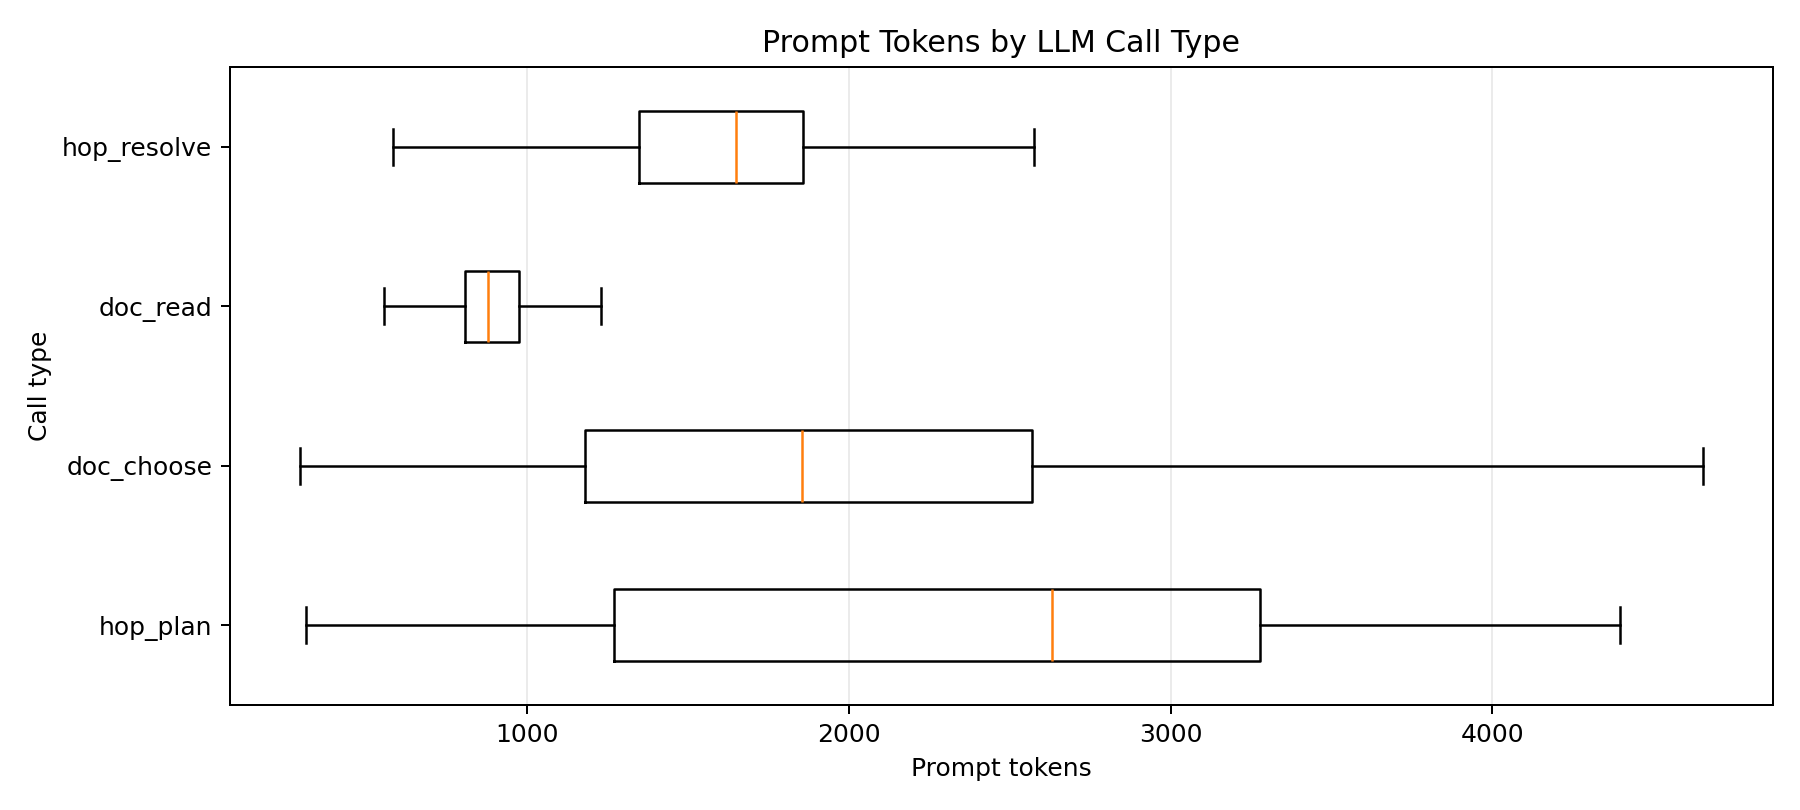 Prompt Tokens by LLM Call Type
hop_resolve
doc_read
doc_choose
hop_plan
Call type
1000 2000 3000 4000
Prompt tokens